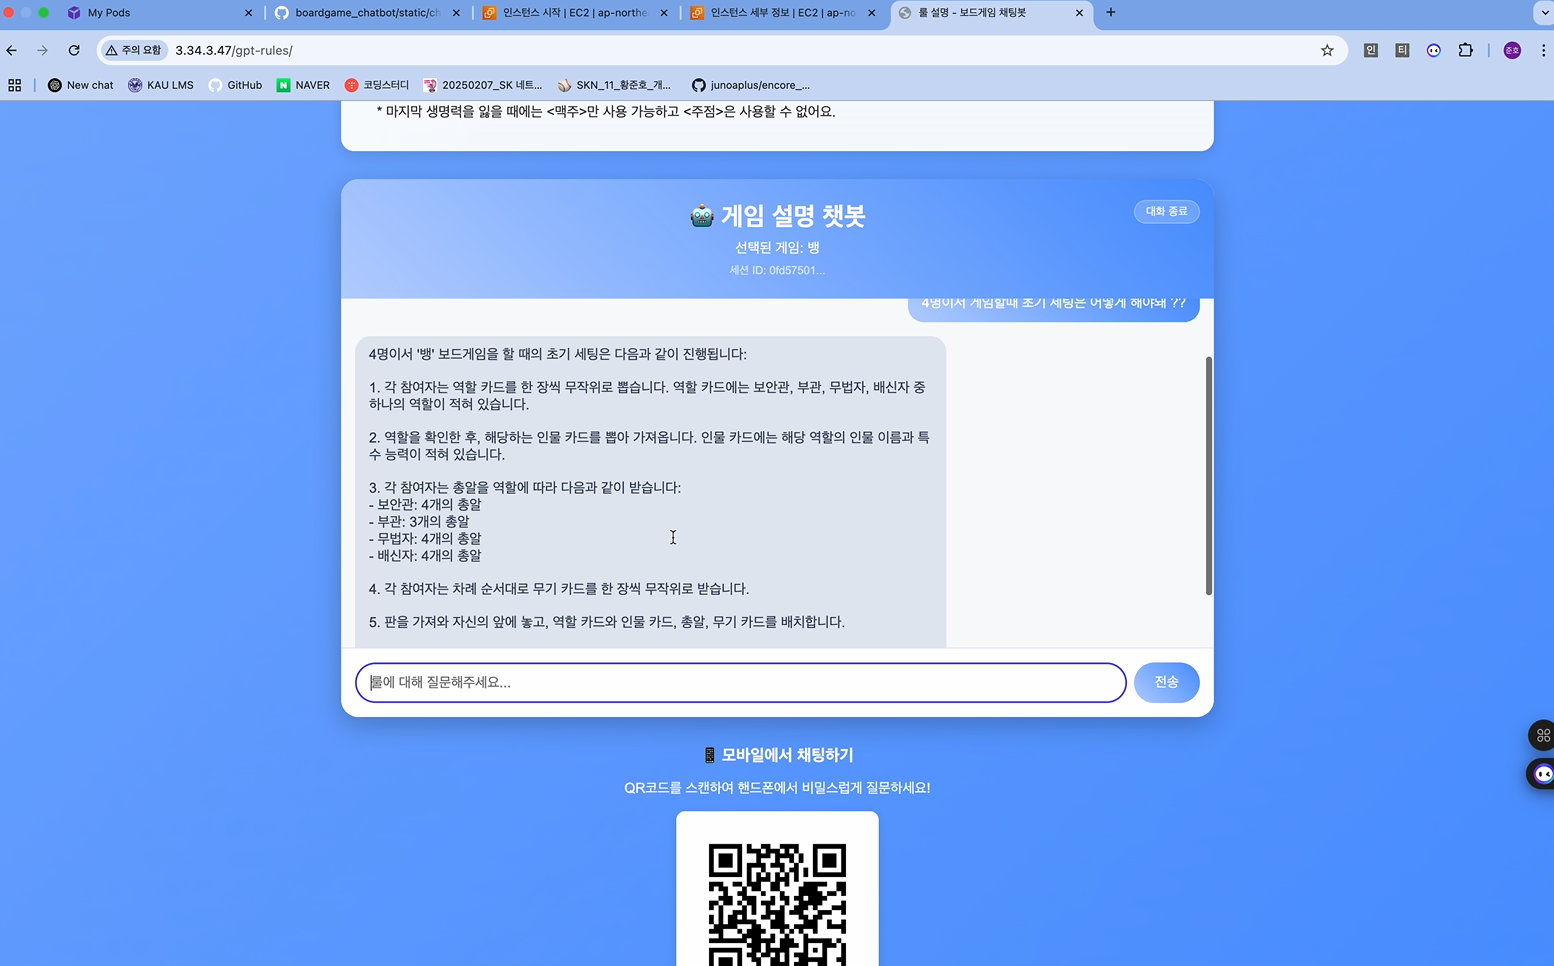 My Pods
boardgame_chatbot/static/ch
인스턴스 시작 | EC2 | ap-northe
인스턴스 세부 정보 | EC2 | ap-no
룰 설명 - 보드게임 채팅봇
주의 요함
3.34.3.47/gpt-rules/
인
티
준호
New chat
KAU LMS
GitHub
NAVER
코딩스터디
20250207_SK 네트...
SKN_11_황준호_개...
junoaplus/encore_...
* 마지막 생명력을 잃을 때에는 <맥주>만 사용 가능하고 <주점>은 사용할 수 없어요.
게임 설명 챗봇
대화 종료
선택된 게임: 뱅
세션 ID: 0fd57501...
4명이서 게임할때 초기 세팅은 어떻게 해야돼 ??
4명이서 '뱅' 보드게임을 할 때의 초기 세팅은 다음과 같이 진행됩니다:
1. 각 참여자는 역할 카드를 한 장씩 무작위로 뽑습니다. 역할 카드에는 보안관, 부관, 무법자, 배신자 중
하나의 역할이 적혀 있습니다.
2. 역할을 확인한 후, 해당하는 인물 카드를 뽑아 가져옵니다. 인물 카드에는 해당 역할의 인물 이름과 특
수 능력이 적혀 있습니다.
3. 각 참여자는 총알을 역할에 따라 다음과 같이 받습니다:
- 보안관: 4개의 총알
- 부관: 3개의 총알
- 무법자: 4개의 총알
- 배신자: 4개의 총알
4. 각 참여자는 차례 순서대로 무기 카드를 한 장씩 무작위로 받습니다.
5. 판을 가져와 자신의 앞에 놓고, 역할 카드와 인물 카드, 총알, 무기 카드를 배치합니다.
룰에 대해 질문해주세요...
전송
모바일에서 채팅하기
QR코드를 스캔하여 핸드폰에서 비밀스럽게 질문하세요!